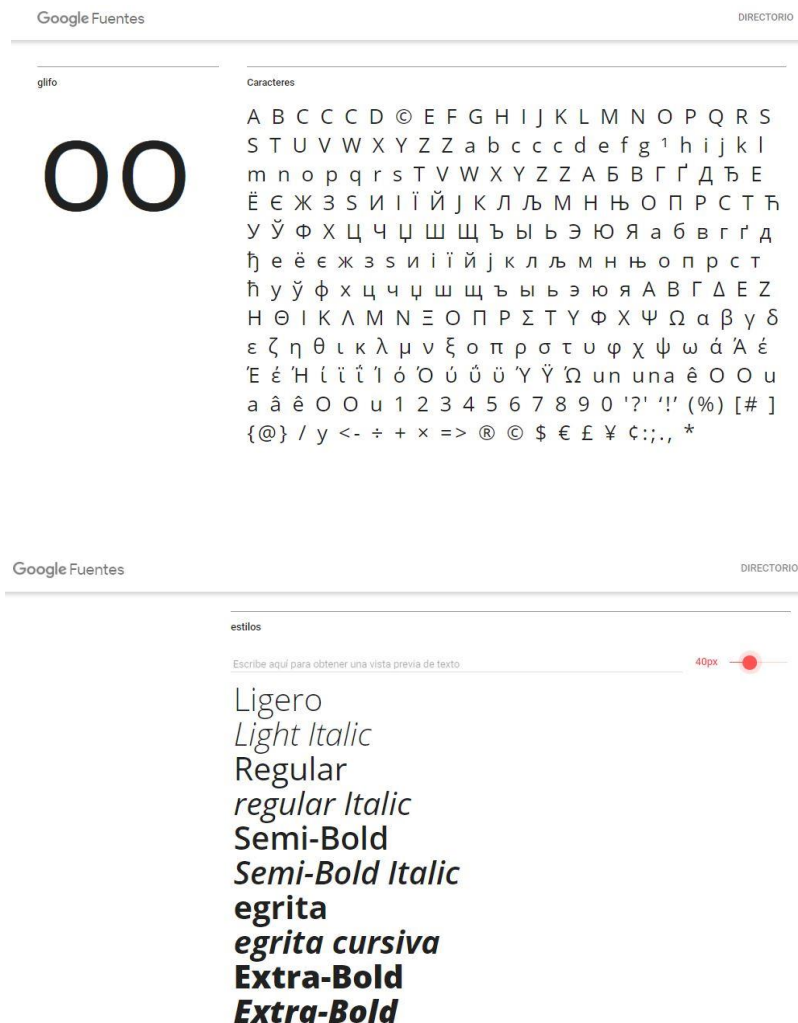 Google Fuentes
DIRECTORIO
glifo
Caracteres
oo
A B C C C D © E F G H I J K L M N O P Q R S
S T U V W X Y Z Z a b c c c d e f g ¹ h i j k l
m n o p q r s T V W X Y Z Z А Б В Г Ґ Д Ђ Е
Ё Є Ж З Ѕ И І Ї Й Ј К Л Љ М Н Њ О П Р С Т Ћ
У Ў Ф Х Ц Ч Џ Ш Щ Ъ Ы Ь Э Ю Я а б в г ґ д
ђ е ё є ж з ѕ и і ї й ј к л љ м н њ о п р с т
ћ у ў ф х ц ч џ ш щ ъ ы ь э ю я Α Β Γ Δ Ε Ζ
Η Θ Ι Κ Λ Μ Ν Ξ Ο Π Ρ Σ Τ Υ Φ Χ Ψ Ω α β γ δ
ε ζ η θ ι κ λ μ ν ξ ο π ρ σ τ υ φ χ ψ ω ά Ά έ
Έ έ Ή ί ϊ ΐ Ί ό Ό ύ ΰ ϋ Ύ Ϋ Ώ un una ê O O u
a â ê O O u 1 2 3 4 5 6 7 8 9 0 '?' ‘!’ (%) [# ]
{@} / y <- ÷ + × => ® © $ € £ ¥ ¢:;., *
Google Fuentes
DIRECTORIO
estilos
Escribe aquí para obtener una vista previa de texto
40px
Ligero
Light Italic
Regular
regular Italic
Semi-Bold
Semi-Bold Italic
egrita
egrita cursiva
Extra-Bold
Extra-Bold